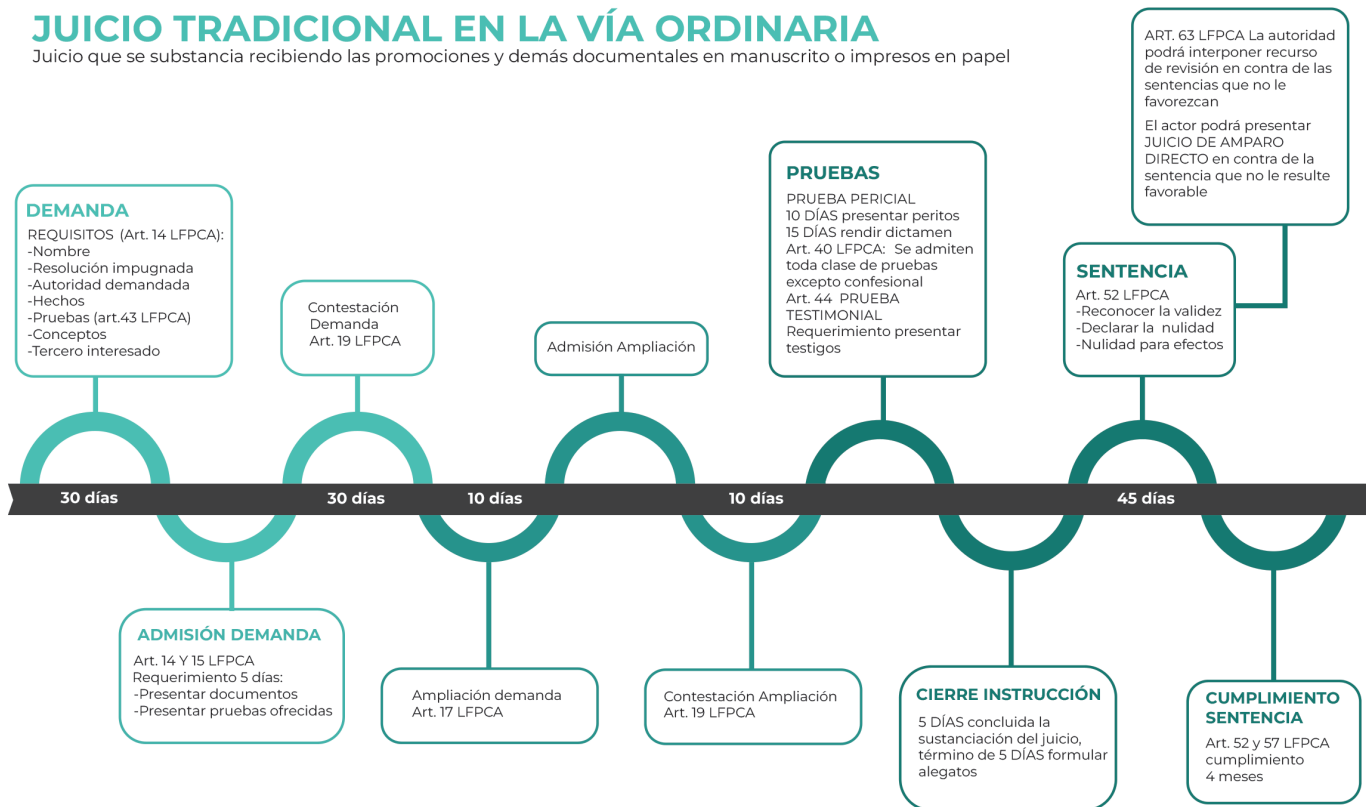 JUICIO TRADICIONAL EN LA VÍA ORDINARIA
Juicio que se substancia recibiendo las promociones y demás documentales en manuscrito o impresos en papel
DEMANDA
REQUISITOS (Art. 14 LFPCA):
-Nombre
-Resolución impugnada
-Autoridad demandada
-Hechos
-Pruebas (art.43 LFPCA)
-Conceptos
-Tercero interesado
Contestación
Demanda
Art. 19 LFPCA
Admisión Ampliación
PRUEBAS
PRUEBA PERICIAL
10 DÍAS presentar peritos
15 DÍAS rendir dictamen
Art. 40 LFPCA: Se admiten
toda clase de pruebas
excepto confesional
Art. 44 PRUEBA
TESTIMONIAL
Requerimiento presentar
testigos
SENTENCIA
Art. 52 LFPCA
-Reconocer la validez
-Declarar la nulidad
-Nulidad para efectos
ART. 63 LFPCA La autoridad
podrá interponer recurso
de revisión en contra de las
sentencias que no le
favorezcan
El actor podrá presentar
JUICIO DE AMPARO
DIRECTO en contra de la
sentencia que no le resulte
favorable
30 días
30 días
10 días
10 días
45 días
ADMISIÓN DEMANDA
Art. 14 Y 15 LFPCA
Requerimiento 5 días:
-Presentar documentos
-Presentar pruebas ofrecidas
Ampliación demanda
Art. 17 LFPCA
Contestación Ampliación
Art. 19 LFPCA
CIERRE INSTRUCCIÓN
5 DÍAS concluida la
sustanciación del juicio,
término de 5 DÍAS formular
alegatos
CUMPLIMIENTO
SENTENCIA
Art. 52 y 57 LFPCA
cumplimiento
4 meses